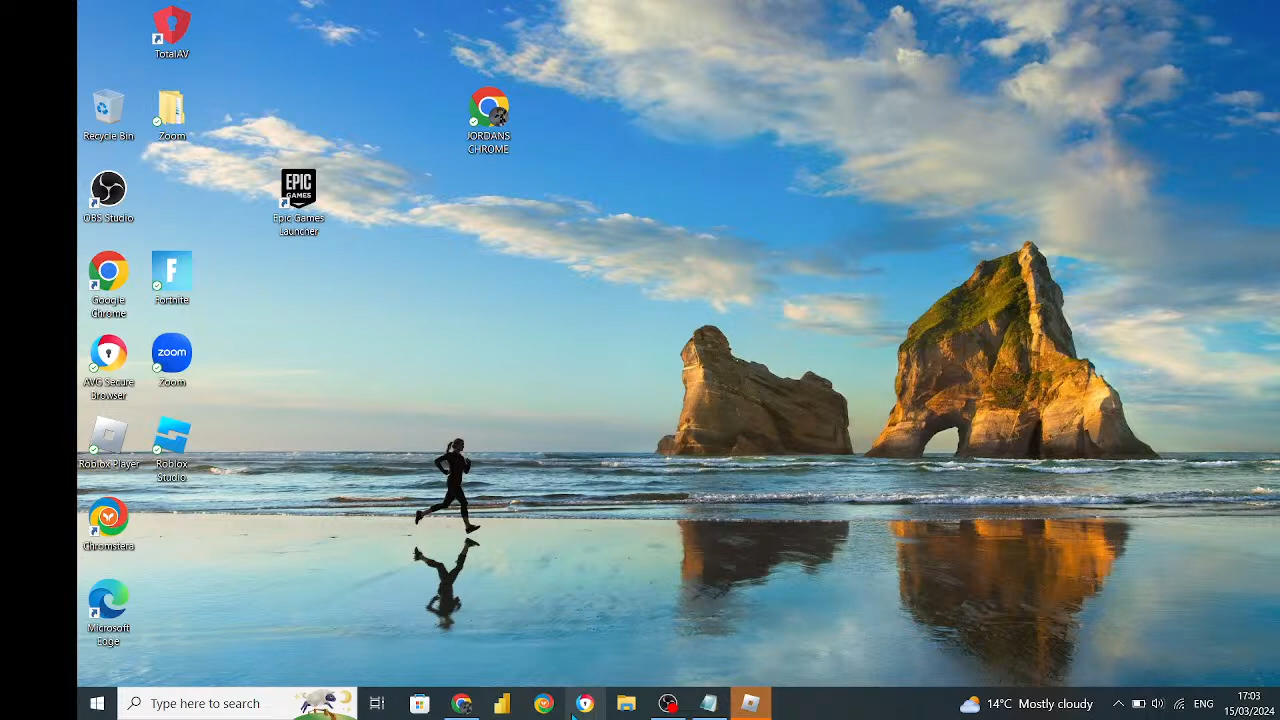 TotalAV
Recycle Bin
Zoom
JORDANS
CHROME
OBS Studio
EPIC
GAMES
Epic Games
Launcher
Google
Chrome
F
Fortnite
AVG Secure
Browser
zoom
Zoom
Roblox Player
Roblox
Studio
Chromstera
Microsoft
Edge
Type here to search
14°C Mostly cloudy
ENG
17:03
15/03/2024